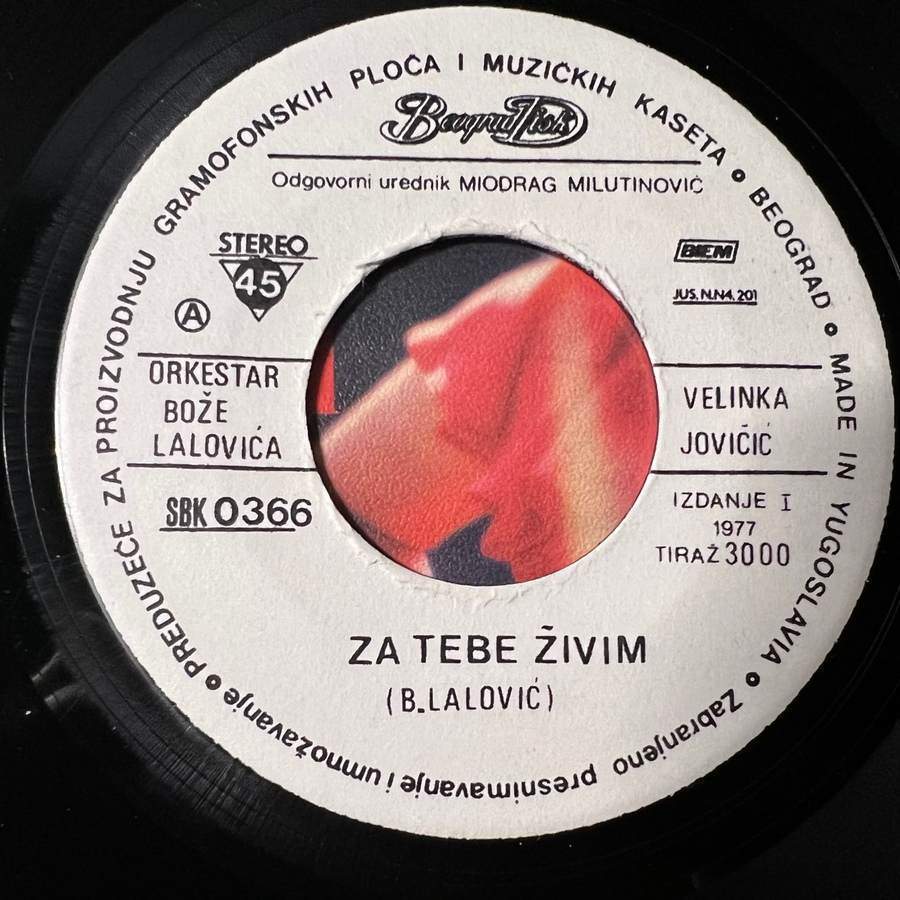 PREDUZEĆE ZA PROIZVODNJU GRAMOFONSKIH PLOČA I MUZIČKIH KASETA • BEOGRAD • MADE IN YUGOSLAVIA • Zabranjeno presnimavanje i umnožavanje •
Beograd Disk
Odgovorni urednik MIODRAG MILUTINOVIĆ
STEREO
45
A
BIEM
JUS. N.N4. 201
ORKESTAR
BOŽE
LALOVIĆA
VELINKA
JOVIČIĆ
SBK 0366
IZDANJE I
1977
TIRAŽ 3000
ZA TEBE ŽIVIM
(B. LALOVIĆ)